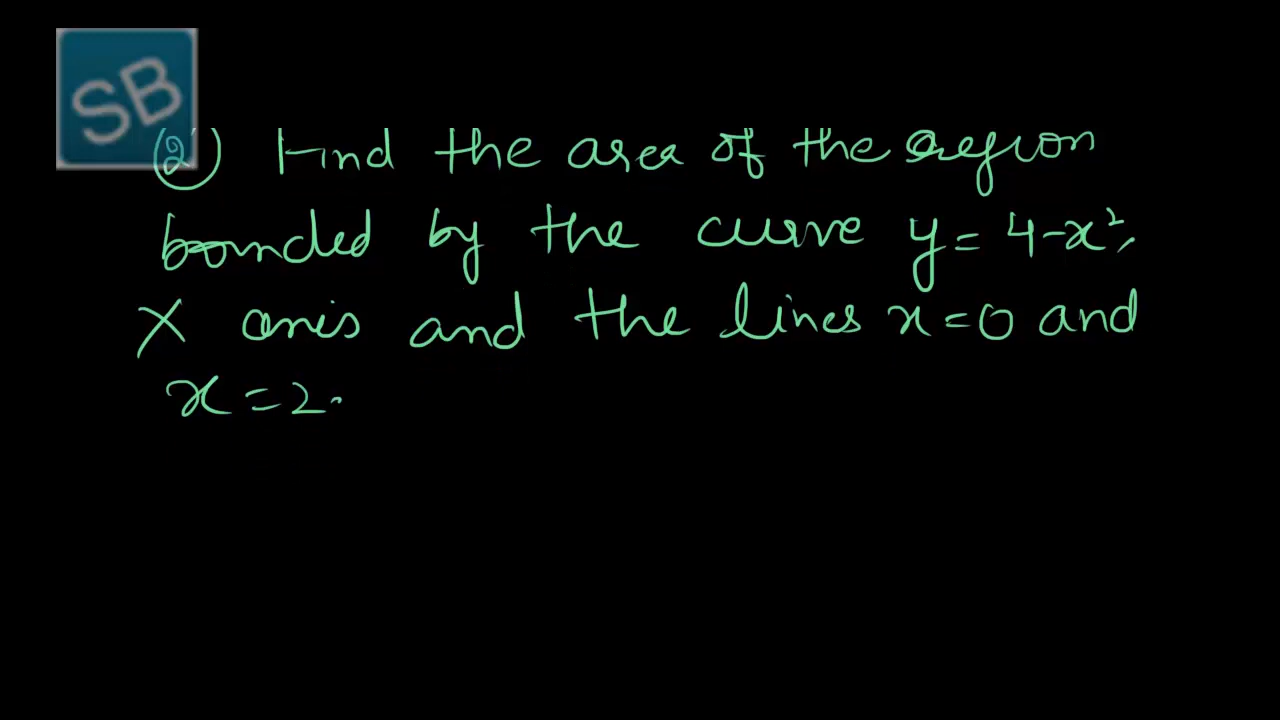 SB
(2) Find the area of the region
bounded by the curve y = 4-x²,
X axis and the lines x=0 and
x=2.